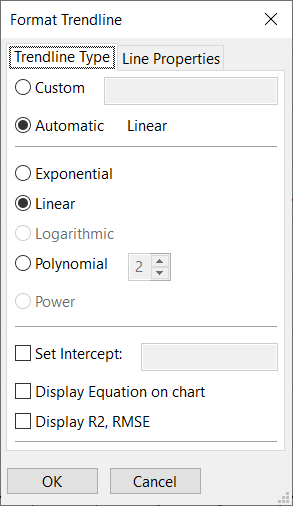 Format Trendline
Trendline Type Line Properties
Custom
Automatic Linear
Exponential
Linear
Logarithmic
Polynomial 2
Power
Set Intercept:
Display Equation on chart
Display R2, RMSE
OK Cancel